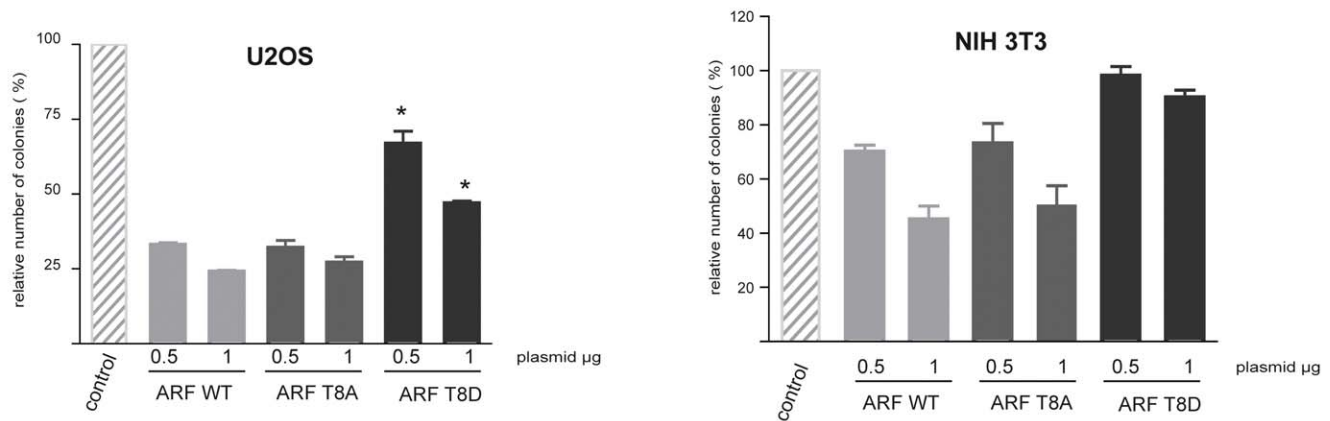 U2OS
relative number of colonies ( %)
100
75
50
25
*
*
control
0.5 1 0.5 1 0.5 1 plasmid µg
ARF WT ARF T8A ARF T8D
NIH 3T3
relative number of colonies ( %)
120
100
80
60
40
20
control
0.5 1 0.5 1 0.5 1 plasmid µg
ARF WT ARF T8A ARF T8D